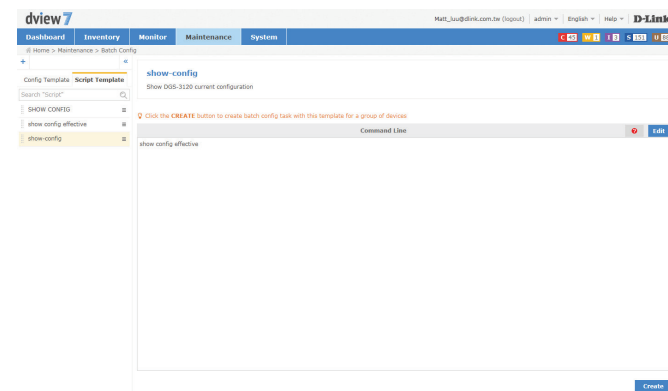 dview 7
Matt_luu@dlink.com.tw (logout) admin English Help D-Link
Dashboard Inventory Monitor Maintenance System
C 45 W 1 I 3 S 151 U
Home > Maintenance > Batch Config
+ «
Config Template Script Template
Search "Script"
SHOW CONFIG
show config effective
show-config
show-config
Show DGS-3120 current configuration
Click the CREATE button to create batch config task with this template for a group of devices
Command Line
Edit
show config effective
Create